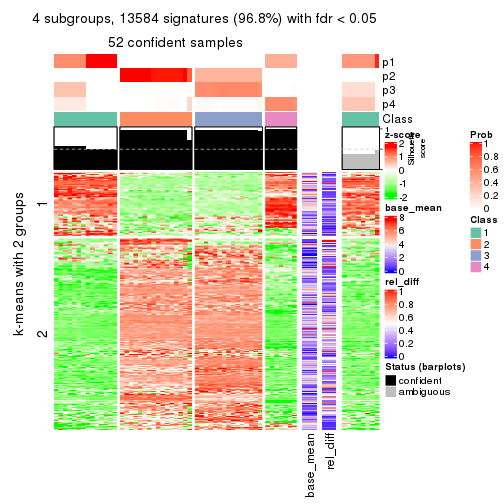 4 subgroups, 13584 signatures (96.8%) with fdr < 0.05
52 confident samples
p1
p2
p3
p4
Class
1
Silhouette
score
k-means with 2 groups
1
2
base_mean
rel_diff
z-score
2
1
0
-1
-2
base_mean
8
6
4
2
0
rel_diff
1
0.8
0.6
0.4
0.2
0
Status (barplots)
confident
ambiguous
Prob
1
0.8
0.6
0.4
0.2
0
Class
1
2
3
4